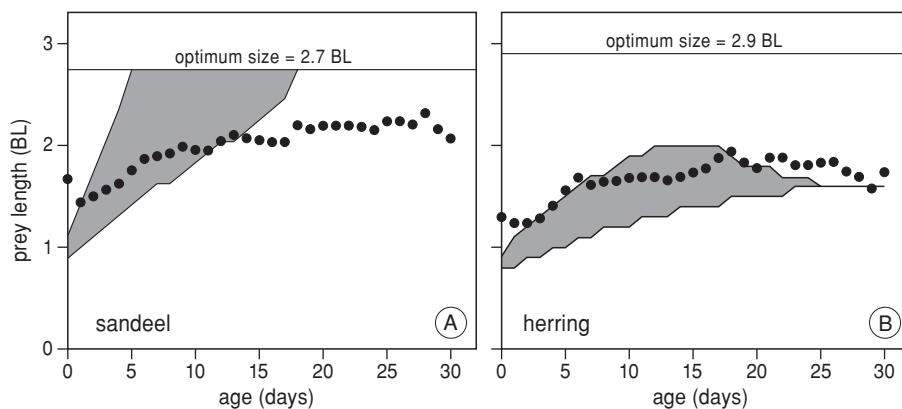 optimum size = 2.7 BL
optimum size = 2.9 BL
prey length (BL)
3
2
1
0
sandeel
A
herring
B
0 5 10 15 20 25 30
0 5 10 15 20 25 30
age (days)
age (days)